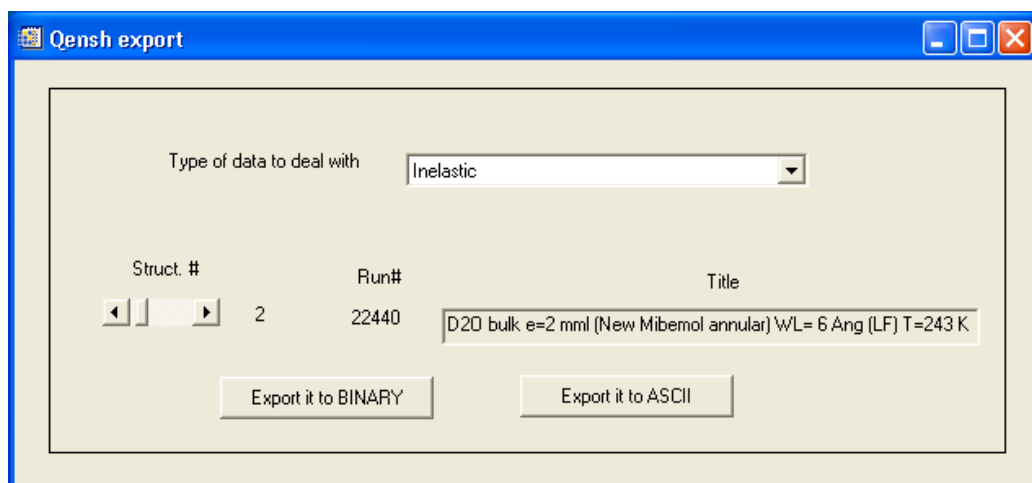 Qensh export
Type of data to deal with
Inelastic
Struct. #
Run#
Title
2
22440
D2O bulk e=2 mml (New Mibemol annular) WL= 6 Ang (LF) T=243 K
Export it to BINARY
Export it to ASCII